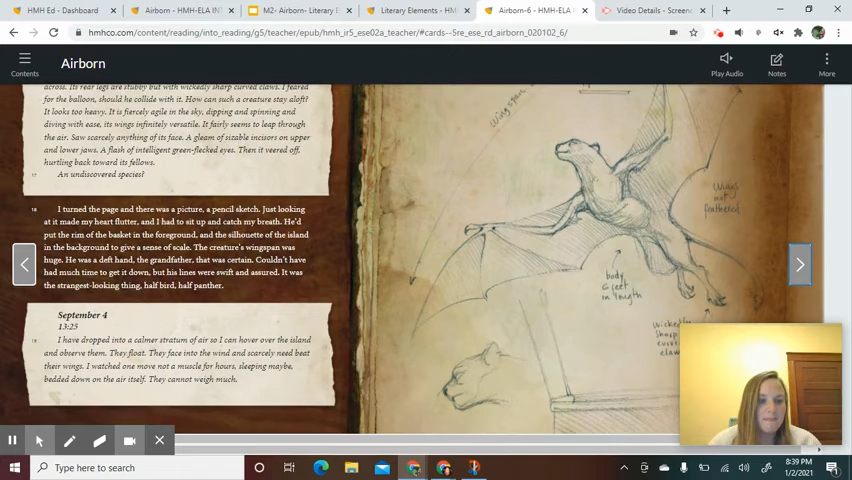 HMH Ed - Dashboard
Airborn - HMH-ELA INT
M2- Airborn- Literary E
Literary Elements - HMH
Airborn-6 - HMH-ELA IN
Video Details - Screenc
hmhco.com/content/reading/into_reading/g5/teacher/epub/hmh_ir5_ese02a_teacher/#cards--5re_ese_rd_airborn_020102_6/
Contents
Airborn
Play Audio
Notes
More
across. Its rear legs are stubby but with wickedly sharp curved claws. I feared
for the balloon, should he collide with it. How can such a creature stay aloft?
It looks too heavy. It is fiercely agile in the sky, dipping and spinning and
diving with ease, its wings infinitely versatile. It fairly seems to leap through
the air. Saw scarcely anything of its face. A gleam of sizable incisors on upper
and lower jaws. A flash of intelligent green-flecked eyes. Then it veered off,
hurtling back toward its fellows.
17 An undiscovered species?
18 I turned the page and there was a picture, a pencil sketch. Just looking
at it made my heart flutter, and I had to sit up and catch my breath. He'd
put the rim of the basket in the foreground, and the silhouette of the island
in the background to give a sense of scale. The creature's wingspan was
huge. He was a deft hand, the grandfather, that was certain. Couldn't have
had much time to get it down, but his lines were swift and assured. It was
the strangest-looking thing, half bird, half panther.
September 4
13:25
19 I have dropped into a calmer stratum of air so I can hover over the island
and observe them. They float. They face into the wind and scarcely need beat
their wings. I watched one move not a muscle for hours, sleeping maybe,
bedded down on the air itself. They cannot weigh much.
wing span
Wings
not
feathered
body
6 feet
in length
Wickedly
sharp
curved
claws
Type here to search
8:39 PM
1/2/2021